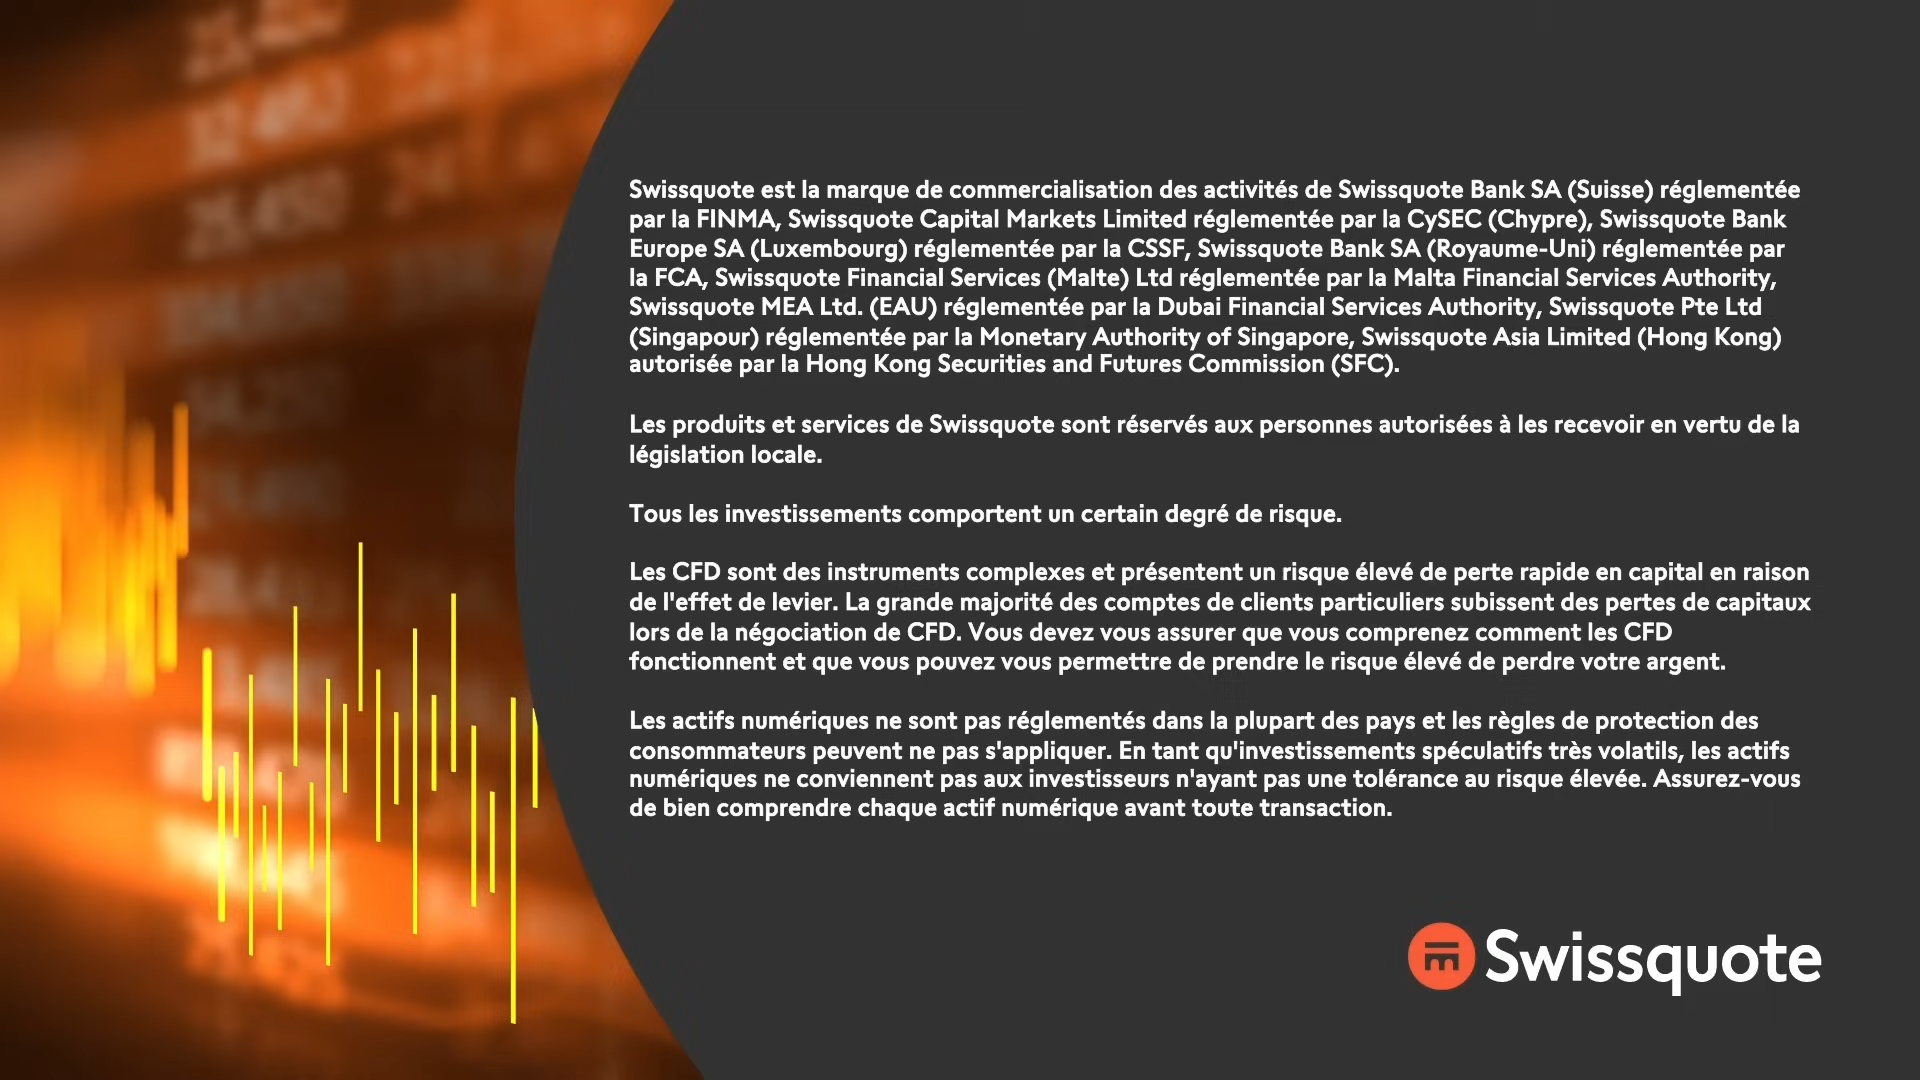 Swissquote est la marque de commercialisation des activités de Swissquote Bank SA (Suisse) réglementée
par la FINMA, Swissquote Capital Markets Limited réglementée par la CySEC (Chypre), Swissquote Bank
Europe SA (Luxembourg) réglementée par la CSSF, Swissquote Bank SA (Royaume-Uni) réglementée par
la FCA, Swissquote Financial Services (Malte) Ltd réglementée par la Malta Financial Services Authority,
Swissquote MEA Ltd. (EAU) réglementée par la Dubai Financial Services Authority, Swissquote Pte Ltd
(Singapour) réglementée par la Monetary Authority of Singapore, Swissquote Asia Limited (Hong Kong)
autorisée par la Hong Kong Securities and Futures Commission (SFC).
Les produits et services de Swissquote sont réservés aux personnes autorisées à les recevoir en vertu de la
législation locale.
Tous les investissements comportent un certain degré de risque.
Les CFD sont des instruments complexes et présentent un risque élevé de perte rapide en capital en raison
de l'effet de levier. La grande majorité des comptes de clients particuliers subissent des pertes de capitaux
lors de la négociation de CFD. Vous devez vous assurer que vous comprenez comment les CFD
fonctionnent et que vous pouvez vous permettre de prendre le risque élevé de perdre votre argent.
Les actifs numériques ne sont pas réglementés dans la plupart des pays et les règles de protection des
consommateurs peuvent ne pas s'appliquer. En tant qu'investissements spéculatifs très volatils, les actifs
numériques ne conviennent pas aux investisseurs n'ayant pas une tolérance au risque élevée. Assurez-vous
de bien comprendre chaque actif numérique avant toute transaction.
Swissquote